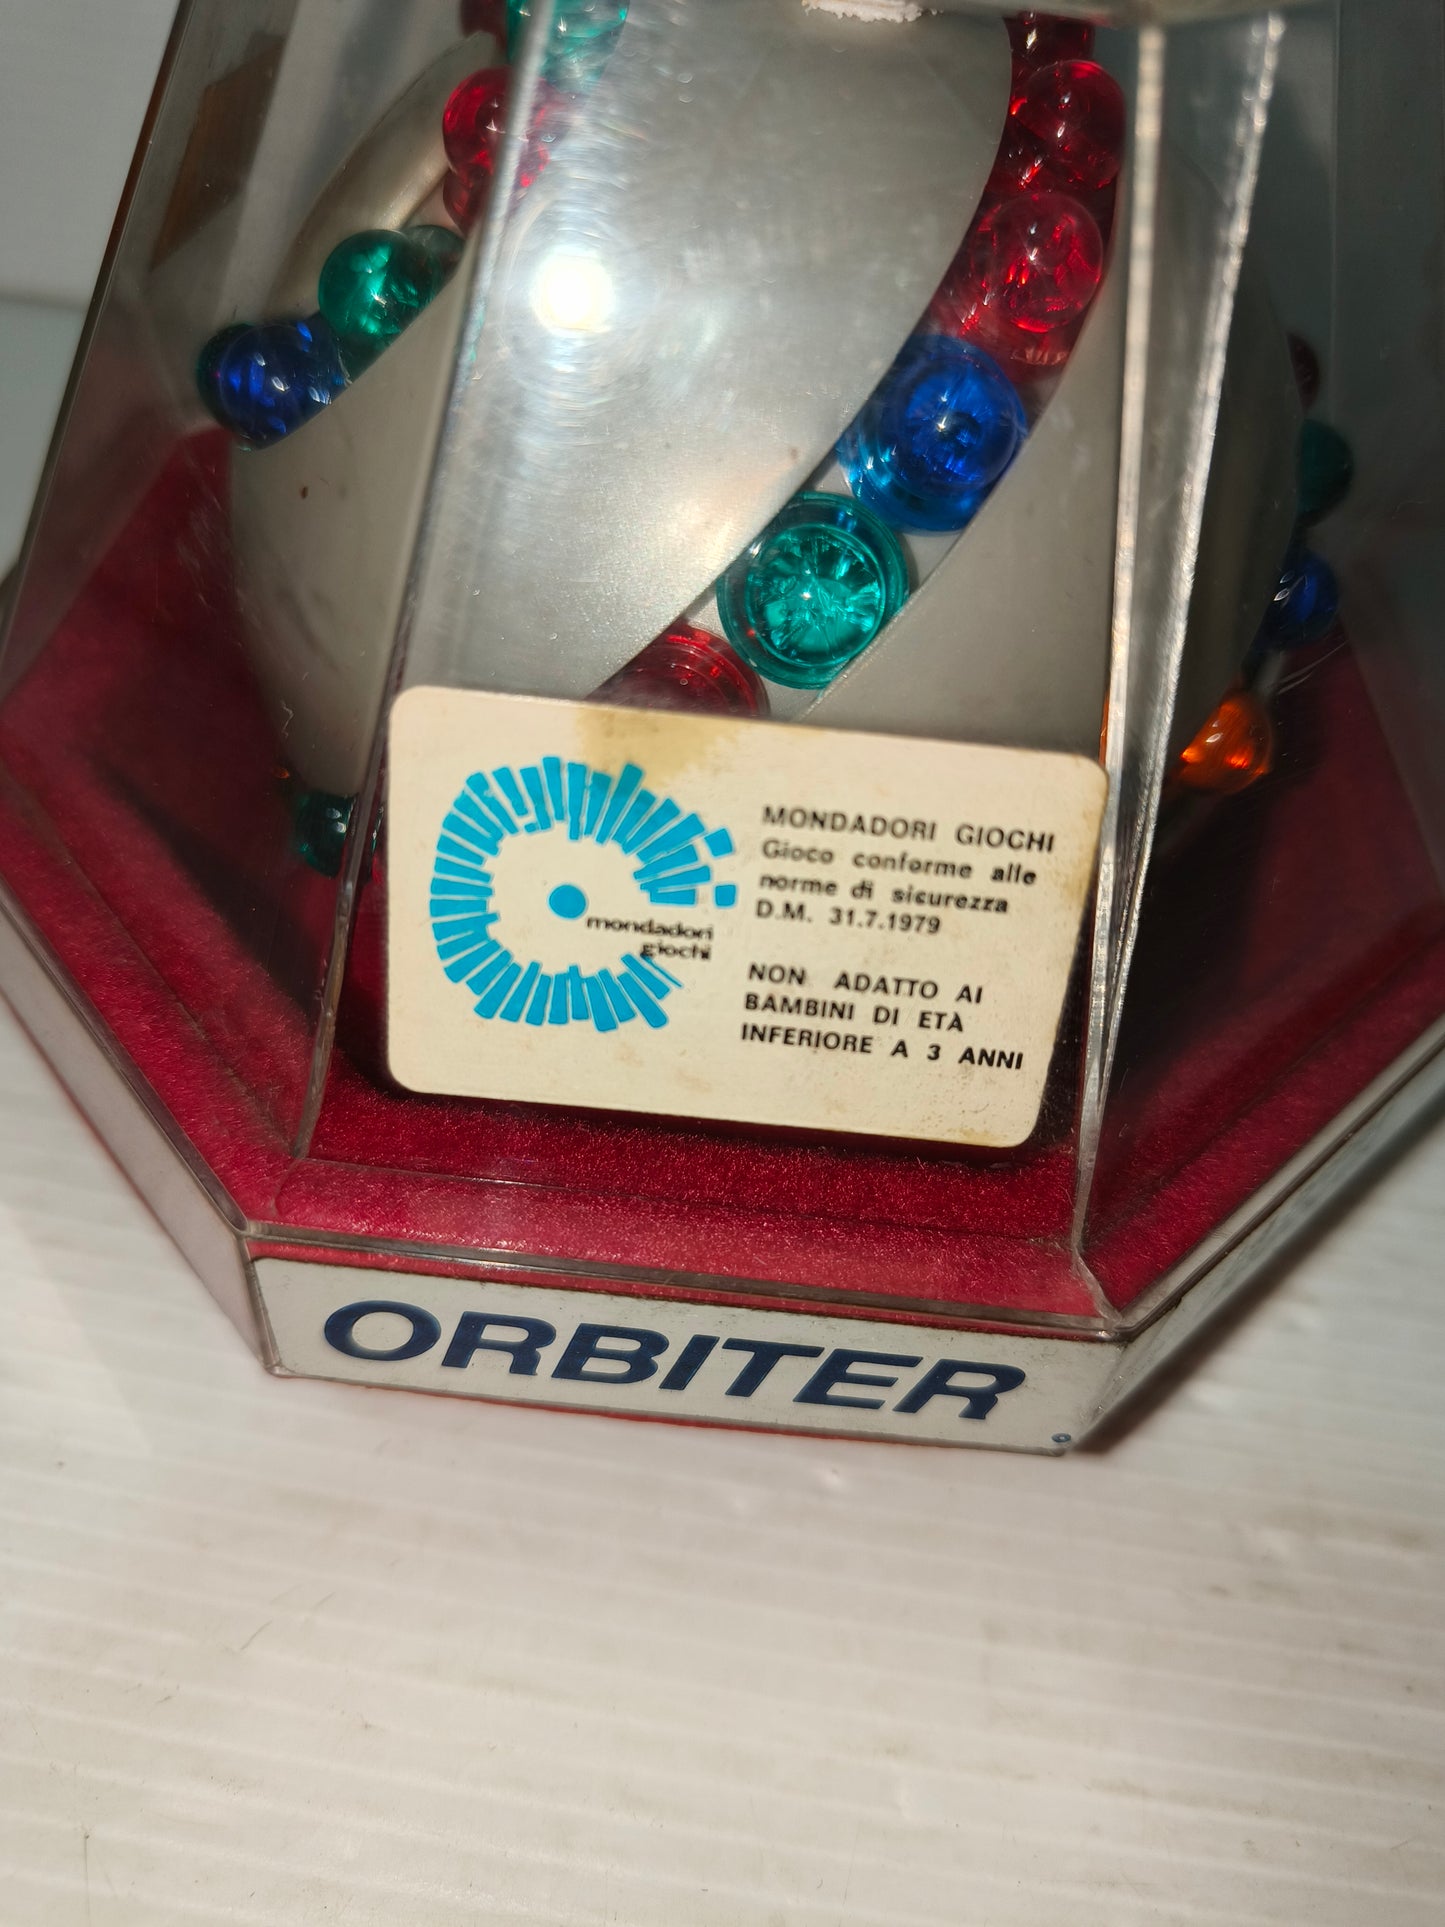 mondadori
giochi
MONDADORI GIOCHI
Gioco conforme alle
norme di sicurezza
D.M. 31.7.1979
NON ADATTO AI
BAMBINI DI ETÀ
INFERIORE A 3 ANNI
ORBITER